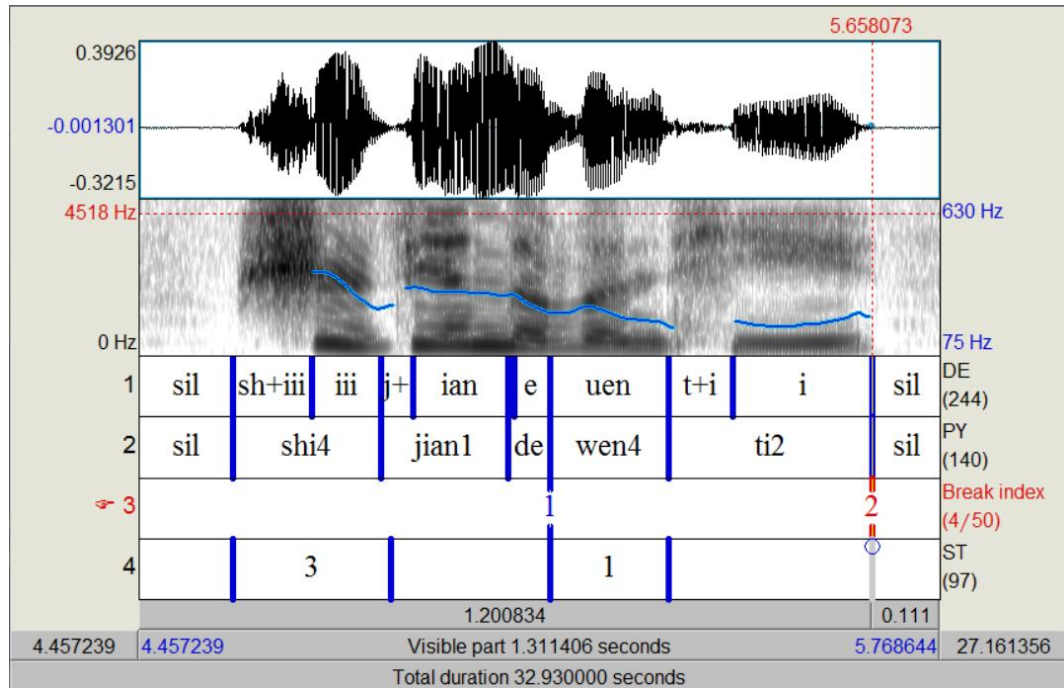 5.658073
0.3926
-0.001301
-0.3215
4518 Hz
630 Hz
0 Hz
75 Hz
1 sil sh+iii iii j+ ian e uen t+i i sil DE (244)
2 sil shi4 jian1 de wen4 ti2 sil PY (140)
☞ 3 1 2 Break index (4/50)
4 3 1 ST (97)
1.200834 0.111
4.457239 4.457239 Visible part 1.311406 seconds 5.768644 27.161356
Total duration 32.930000 seconds